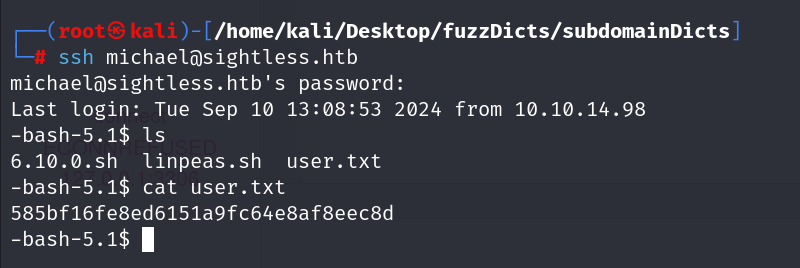 ┌──(root㉿kali)-[/home/kali/Desktop/fuzzDicts/subdomainDicts]
└─# ssh michael@sightless.htb
michael@sightless.htb's password:
Last login: Tue Sep 10 13:08:53 2024 from 10.10.14.98
-bash-5.1$ ls
6.10.0.sh  linpeas.sh  user.txt
-bash-5.1$ cat user.txt
585bf16fe8ed6151a9fc64e8af8eec8d
-bash-5.1$